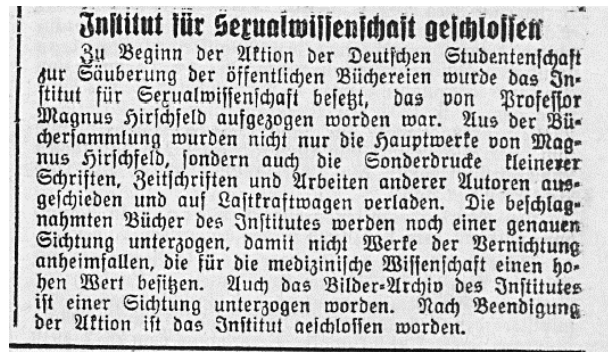 Institut für Sexualwissenschaft geschlossen
Zu Beginn der Aktion der Deutschen Studentenschaft
zur Säuberung der öffentlichen Büchereien wurde das In-
stitut für Sexualwissenschaft besetzt, das von Professor
Magnus Hirschfeld aufgezogen worden war. Aus der Bü-
chersammlung wurden nicht nur die Hauptwerke von Mag-
nus Hirschfeld, sondern auch die Sonderdrucke kleinerer
Schriften, Zeitschriften und Arbeiten anderer Autoren aus-
geschieden und auf Lastkraftwagen verladen. Die beschlag-
nahmten Bücher des Institutes werden noch einer genauen
Sichtung unterzogen, damit nicht Werke der Vernichtung
anheimfallen, die für die medizinische Wissenschaft einen ho-
hen Wert besitzen. Auch das Bilder-Archiv des Institutes
ist einer Sichtung unterzogen worden. Nach Beendigung
der Aktion ist das Institut geschlossen worden.